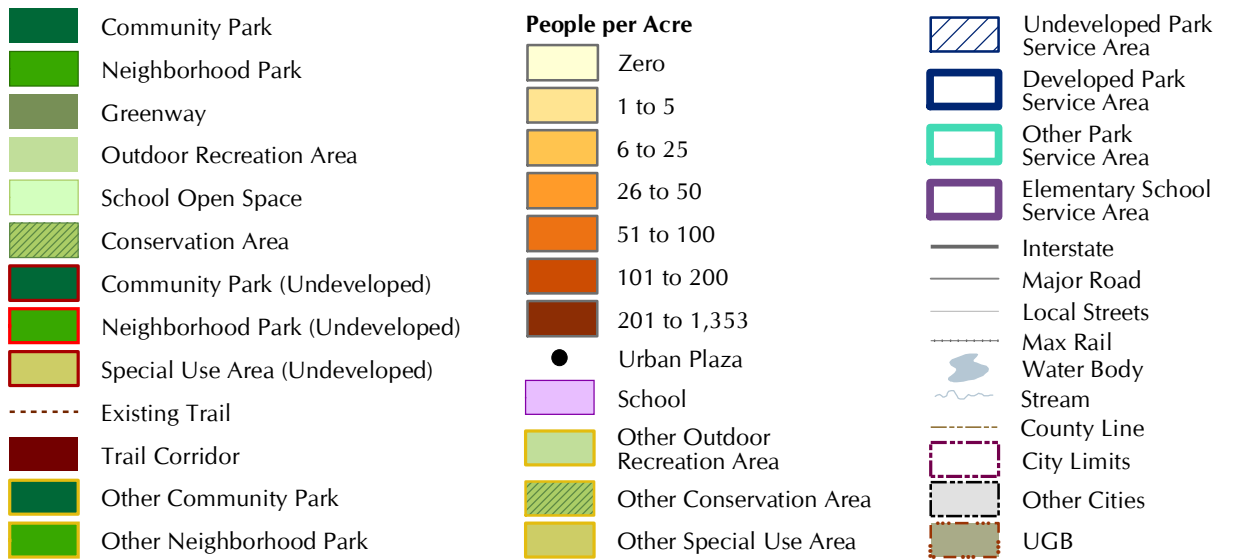 Community Park
Neighborhood Park
Greenway
Outdoor Recreation Area
School Open Space
Conservation Area
Community Park (Undeveloped)
Neighborhood Park (Undeveloped)
Special Use Area (Undeveloped)
Existing Trail
Trail Corridor
Other Community Park
Other Neighborhood Park
People per Acre
Zero
1 to 5
6 to 25
26 to 50
51 to 100
101 to 200
201 to 1,353
Urban Plaza
School
Other Outdoor
Recreation Area
Other Conservation Area
Other Special Use Area
Undeveloped Park
Service Area
Developed Park
Service Area
Other Park
Service Area
Elementary School
Service Area
Interstate
Major Road
Local Streets
Max Rail
Water Body
Stream
County Line
City Limits
Other Cities
UGB